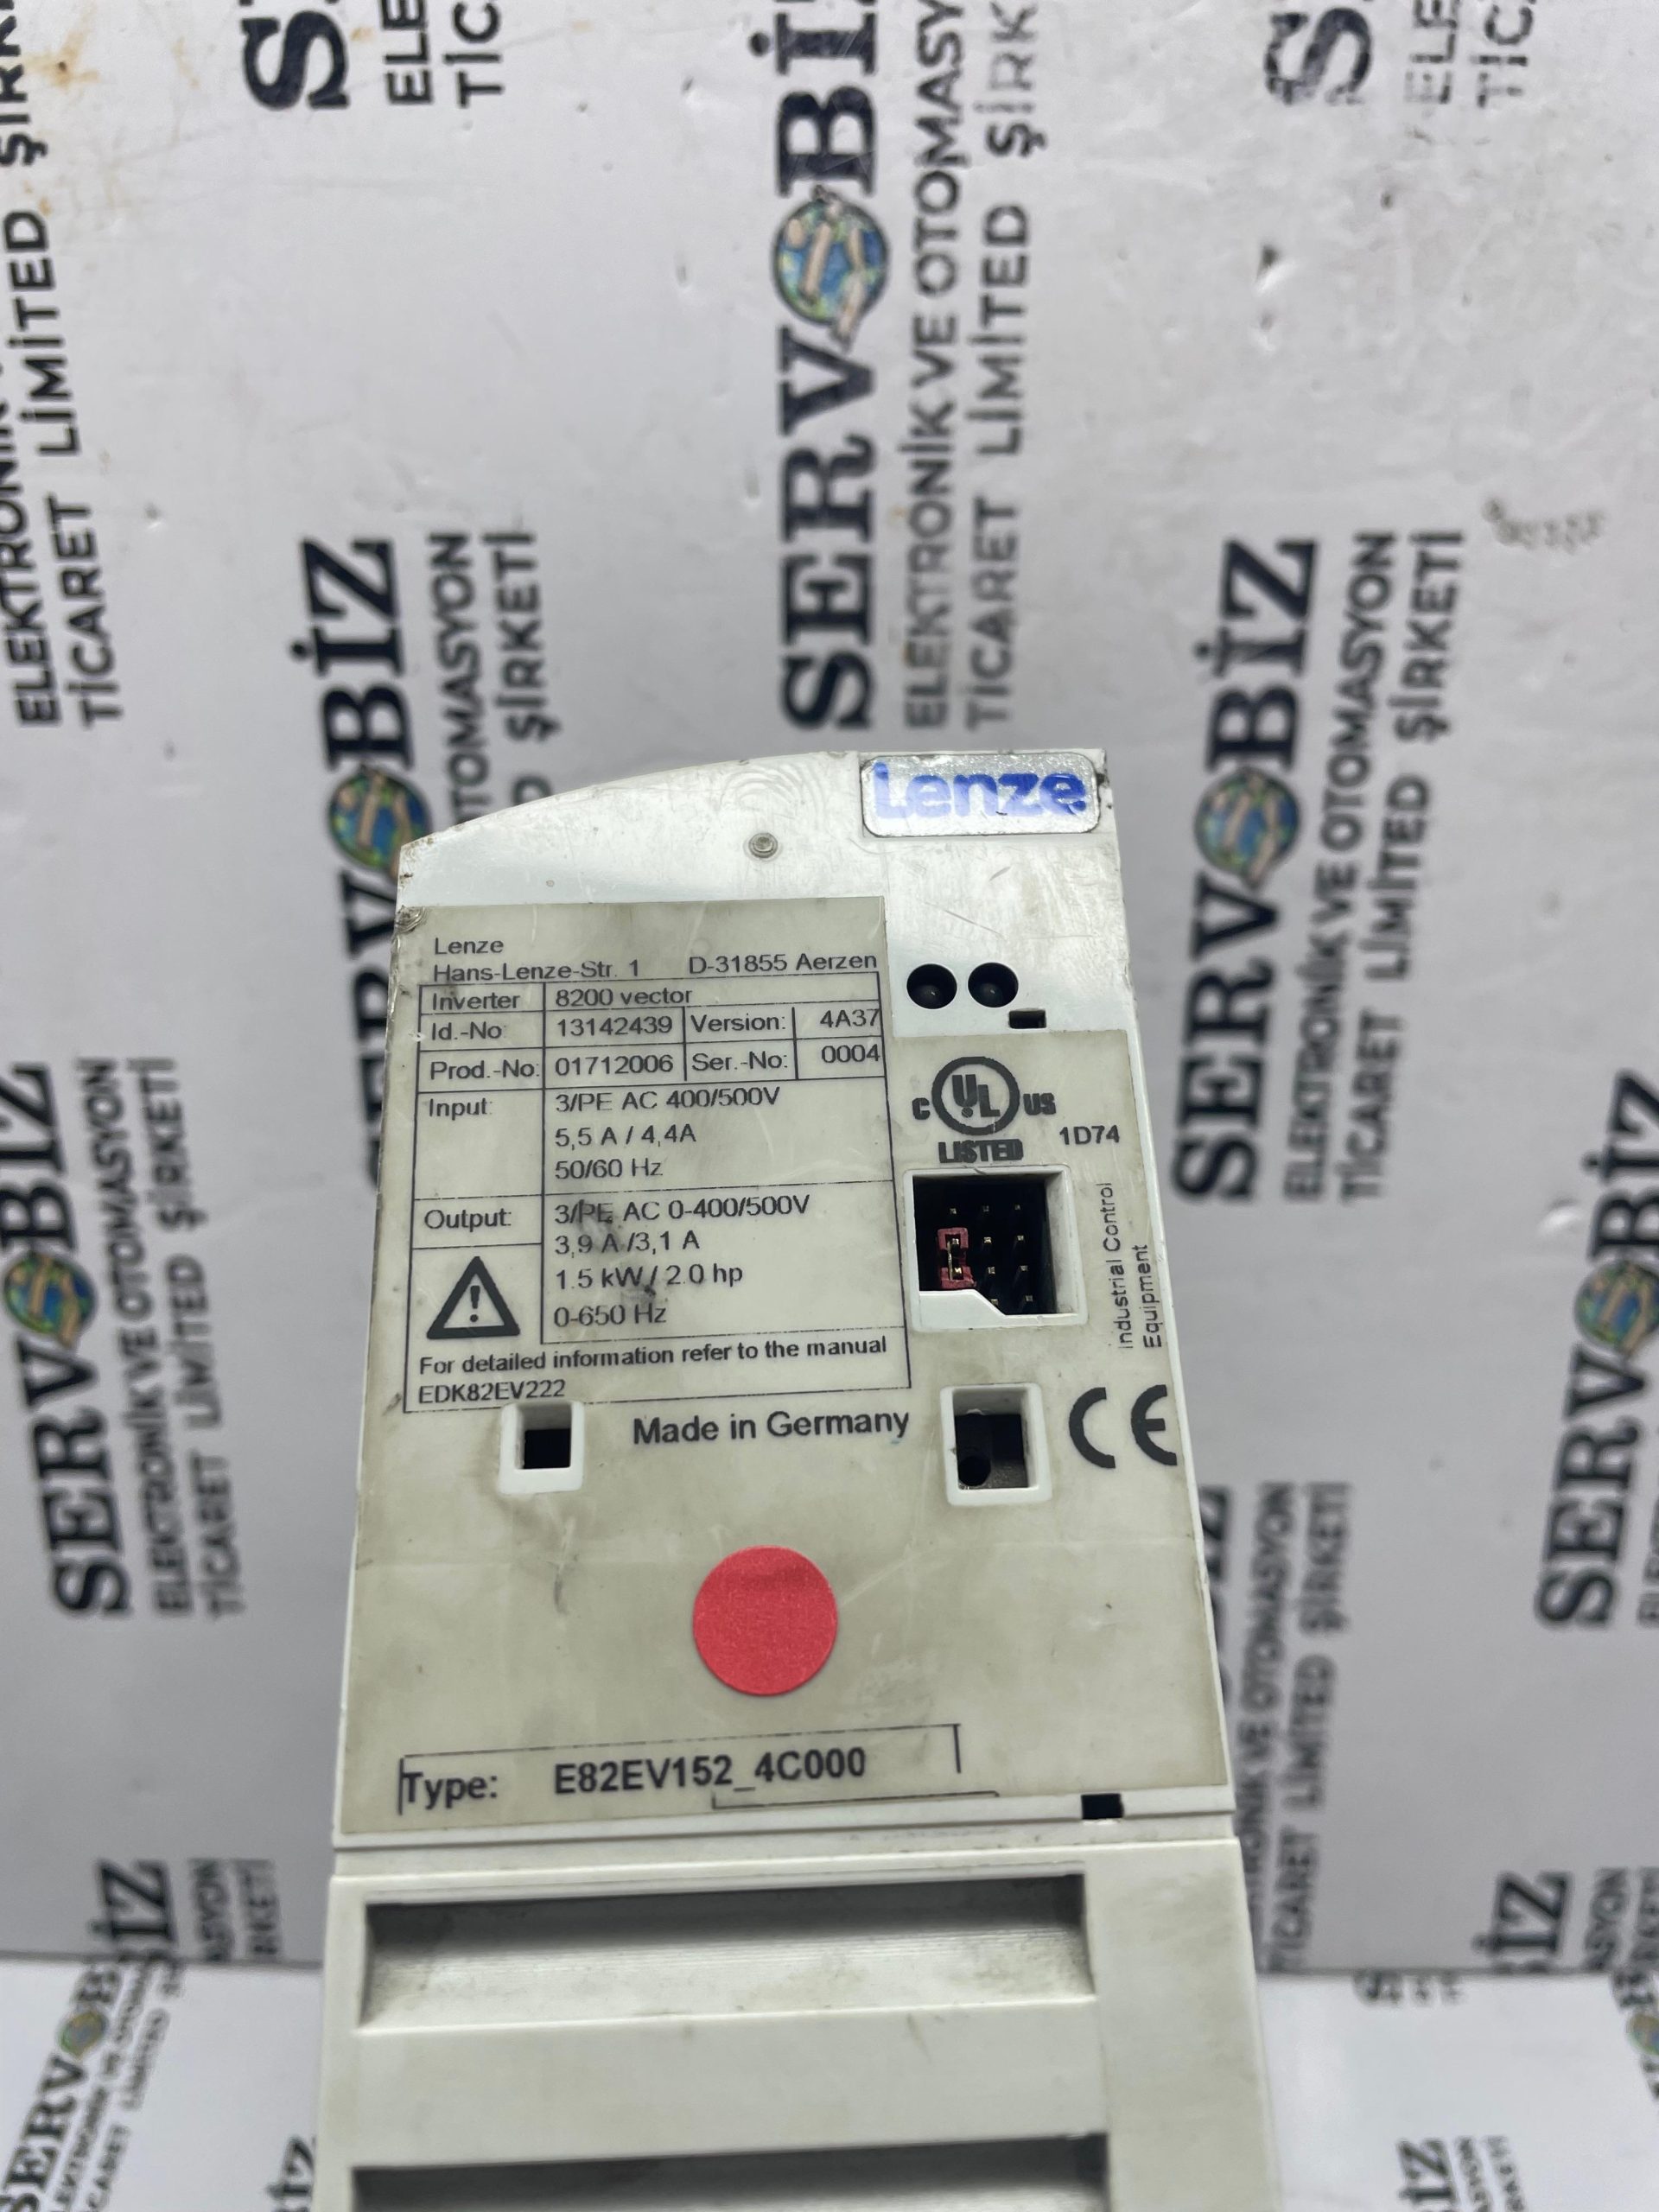 SERVOBİZ
ELEKTRONİK VE OTOMASYON
TİCARET LİMİTED ŞİRKETİ
Lenze
Lenze
Hans-Lenze-Str. 1 D-31855 Aerzen
Inverter 8200 vector
Id.-No: 13142439 Version: 4A37
Prod.-No: 01712006 Ser.-No: 0004
Input: 3/PE AC 400/500V
5,5 A / 4,4A
50/60 Hz
Output: 3/PE AC 0-400/500V
3,9 A /3,1 A
1.5 kW / 2.0 hp
0-650 Hz
For detailed information refer to the manual
EDK82EV222
Made in Germany
C UL US
LISTED 1D74
Industrial Control
Equipment
CE
Type: E82EV152_4C000